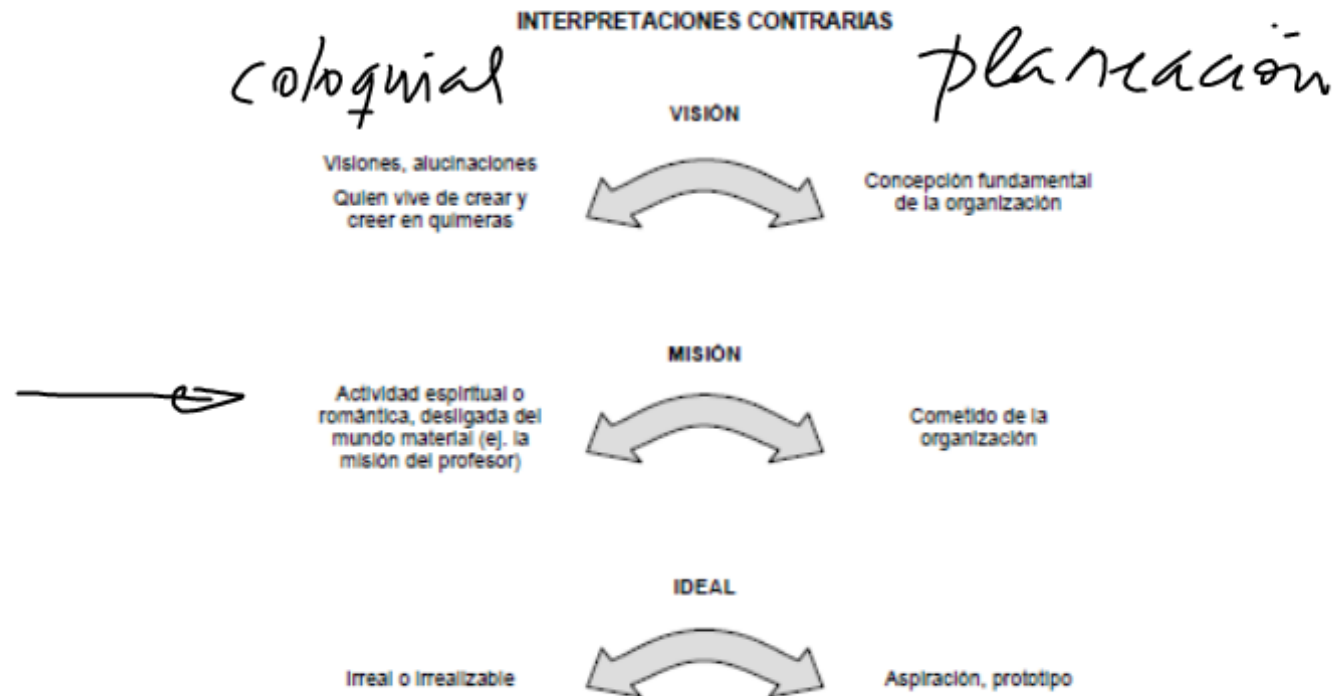 INTERPRETACIONES CONTRARIAS
coloquial
planeación
VISIÓN
Visiones, alucinaciones
Quien vive de crear y
creer en quimeras
Concepción fundamental
de la organización
MISIÓN
Actividad espiritual o
romántica, desligada del
mundo material (ej. la
misión del profesor)
Cometido de la
organización
IDEAL
Irreal o irrealizable
Aspiración, prototipo